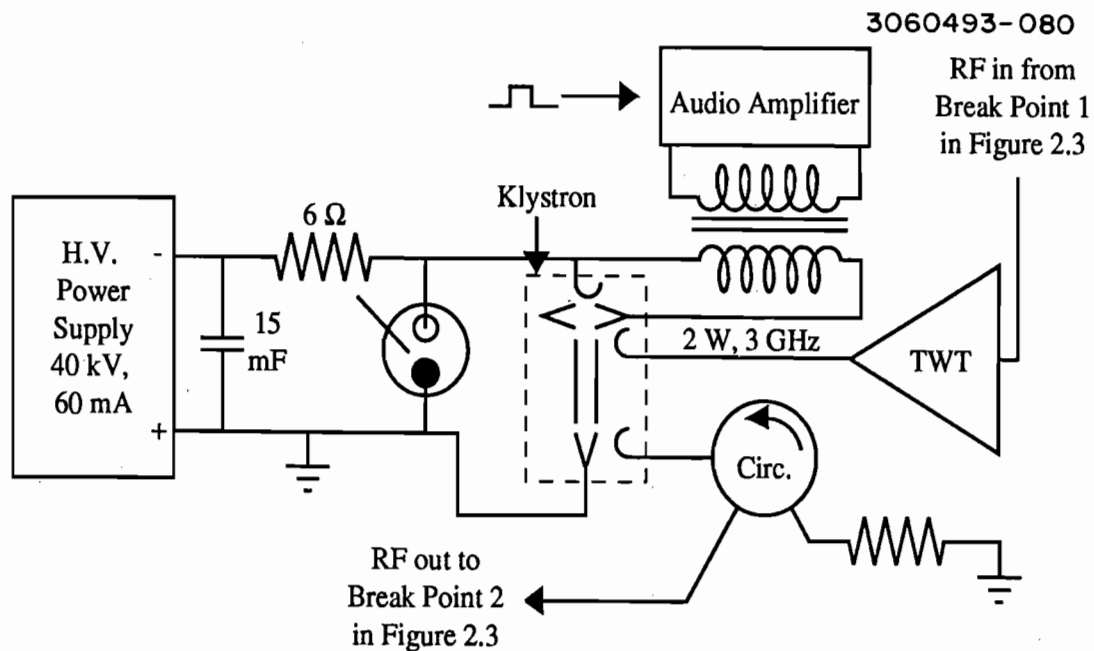 3060493-080
RF in from
Break Point 1
in Figure 2.3
Audio Amplifier
Klystron
6 Ω
H.V.
Power
Supply
40 kV,
60 mA
-
+
15
mF
2 W, 3 GHz
TWT
Circ.
RF out to
Break Point 2
in Figure 2.3